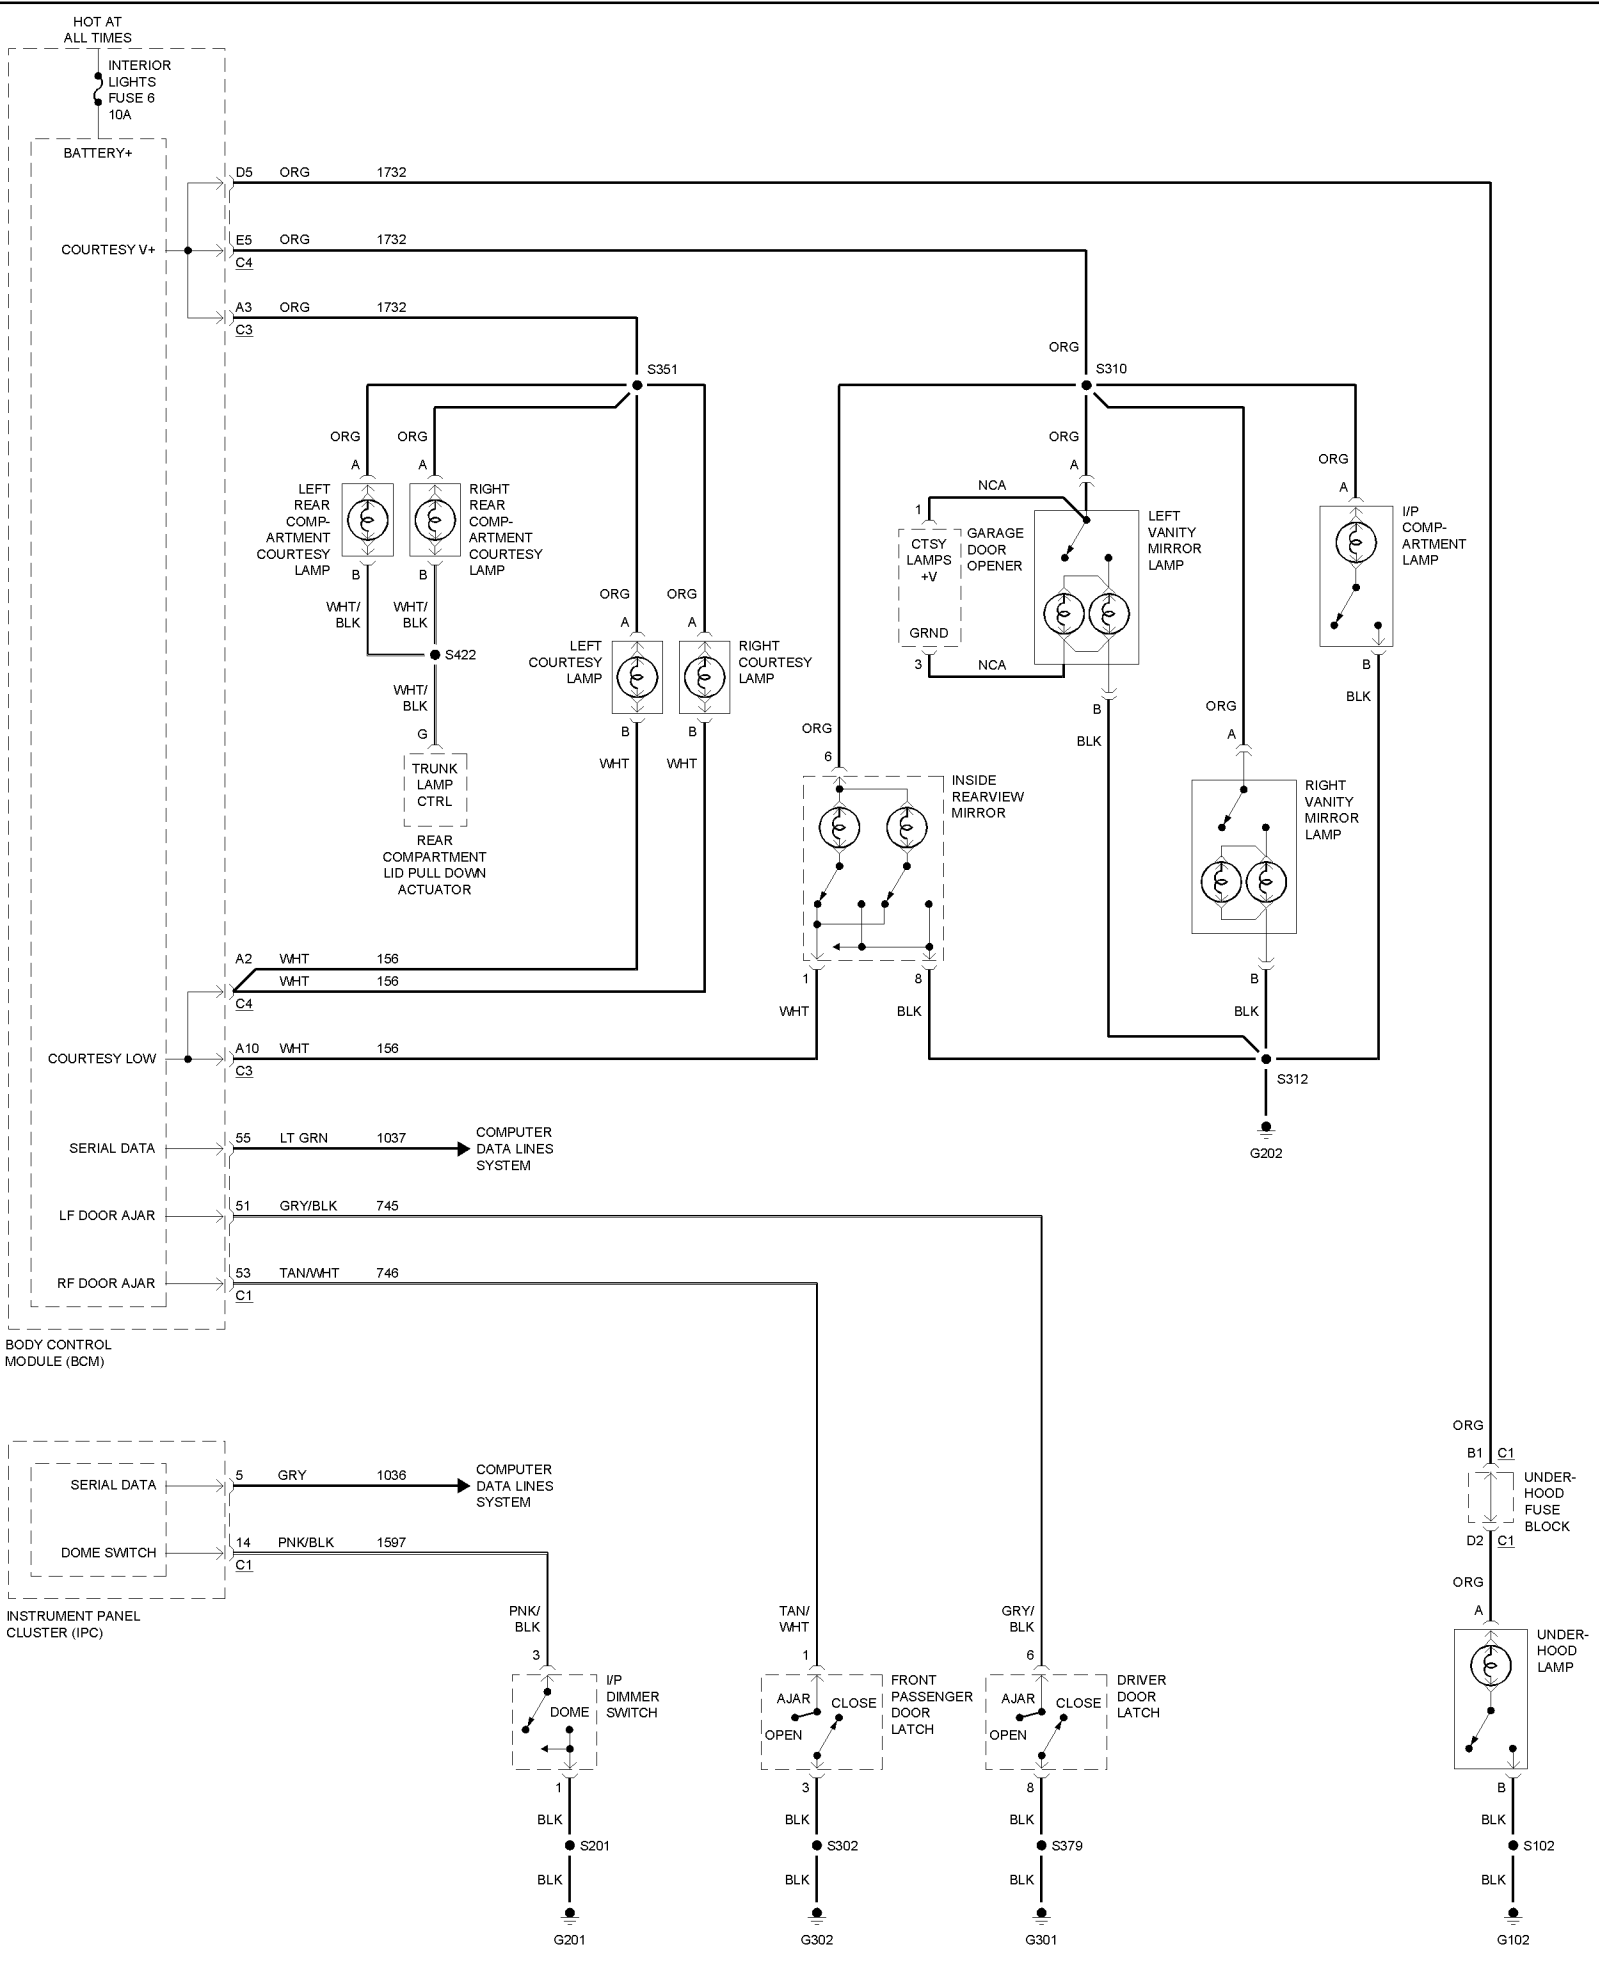 HOT AT
ALL TIMES
INTERIOR
LIGHTS
FUSE 6
10A
BATTERY+
D5 ORG 1732
COURTESY V+
E5 ORG 1732
C4
A3 ORG 1732
C3
S351
ORG
S310
ORG
ORG
ORG
ORG
A
A
A
A
LEFT
REAR
COMP-
ARTMENT
COURTESY
LAMP
RIGHT
REAR
COMP-
ARTMENT
COURTESY
LAMP
B
B
WHT/
BLK
WHT/
BLK
S422
WHT/
BLK
G
TRUNK
LAMP
CTRL
REAR
COMPARTMENT
LID PULL DOWN
ACTUATOR
ORG
ORG
A
A
LEFT
COURTESY
LAMP
RIGHT
COURTESY
LAMP
B
B
WHT
WHT
NCA
1
CTSY
LAMPS
+V
GRND
3
NCA
GARAGE
DOOR
OPENER
LEFT
VANITY
MIRROR
LAMP
B
BLK
I/P
COMP-
ARTMENT
LAMP
B
BLK
ORG
6
INSIDE
REARVIEW
MIRROR
1
8
WHT
BLK
ORG
A
RIGHT
VANITY
MIRROR
LAMP
B
BLK
A2 WHT 156
WHT 156
C4
COURTESY LOW
A10 WHT 156
C3
S312
G202
SERIAL DATA
55 LT GRN 1037
COMPUTER
DATA LINES
SYSTEM
LF DOOR AJAR
51 GRY/BLK 745
RF DOOR AJAR
53 TAN/WHT 746
C1
BODY CONTROL
MODULE (BCM)
SERIAL DATA
5 GRY 1036
COMPUTER
DATA LINES
SYSTEM
DOME SWITCH
14 PNK/BLK 1597
C1
INSTRUMENT PANEL
CLUSTER (IPC)
ORG
B1 C1
UNDER-
HOOD
FUSE
BLOCK
D2 C1
ORG
A
UNDER-
HOOD
LAMP
B
BLK
S102
BLK
G102
PNK/
BLK
3
I/P
DIMMER
SWITCH
DOME
1
BLK
S201
BLK
G201
TAN/
WHT
1
AJAR
CLOSE
OPEN
FRONT
PASSENGER
DOOR
LATCH
3
BLK
S302
BLK
G302
GRY/
BLK
6
AJAR
CLOSE
OPEN
DRIVER
DOOR
LATCH
8
BLK
S379
BLK
G301